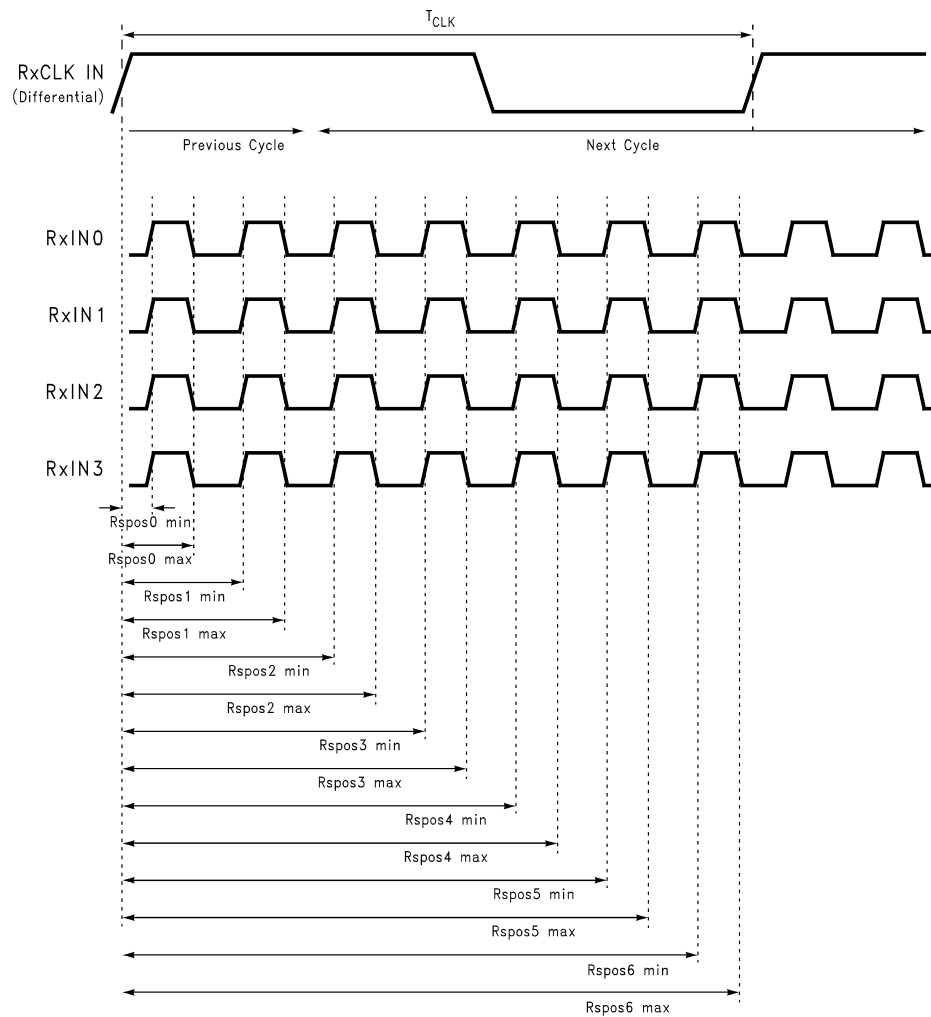 TCLK
RxCLK IN
(Differential)
Previous Cycle
Next Cycle
RxIN0
RxIN1
RxIN2
RxIN3
Rspos0 min
Rspos0 max
Rspos1 min
Rspos1 max
Rspos2 min
Rspos2 max
Rspos3 min
Rspos3 max
Rspos4 min
Rspos4 max
Rspos5 min
Rspos5 max
Rspos6 min
Rspos6 max